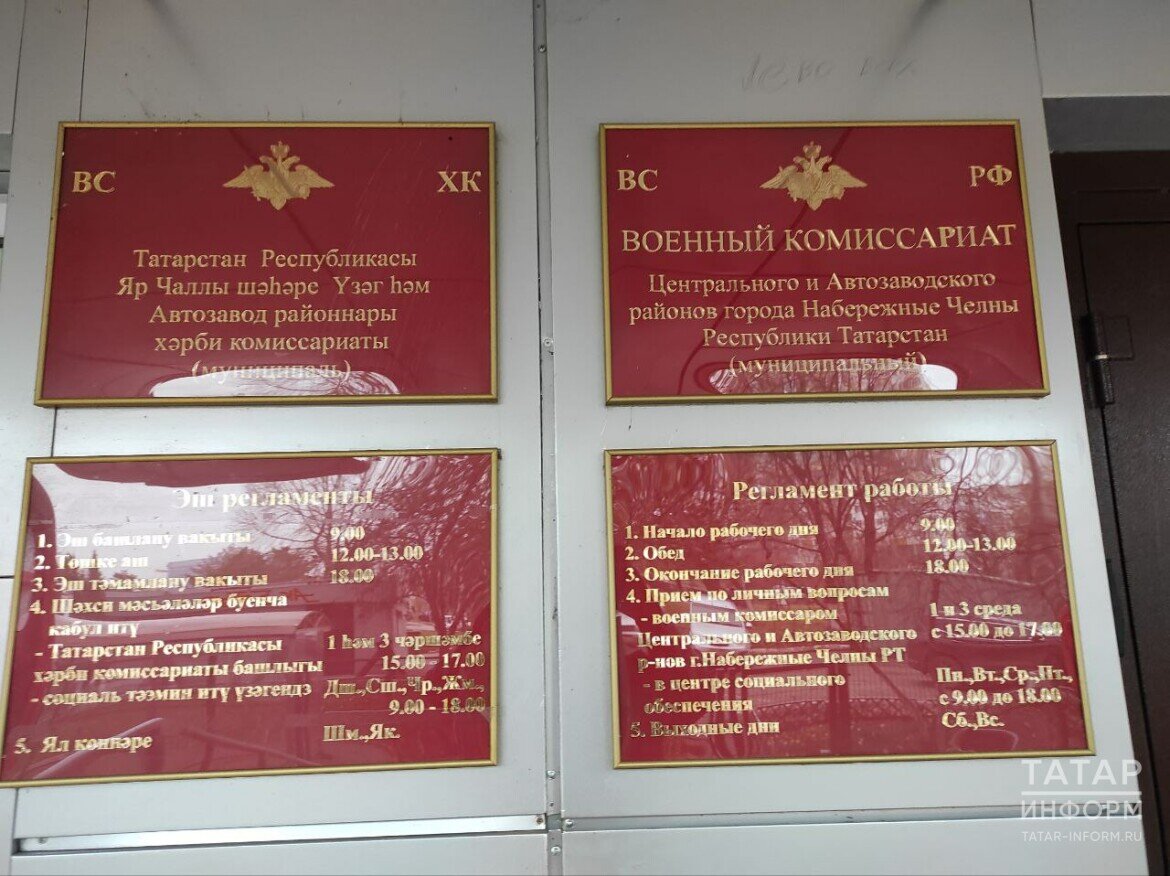 ВС ХК
Татарстан Республикасы
Яр Чаллы шәһәре Үзәг һәм
Автозавод районнары
хәрби комиссариаты
(муниципаль)
ВС РФ
ВОЕННЫЙ КОМИССАРИАТ
Центрального и Автозаводского
районов города Набережные Челны
Республики Татарстан
(муниципальный)
Эш регламенты
1. Эш башлану вакыты 9.00
2. Төшке аш 12.00-13.00
3. Эш тәмамлану вакыты 18.00
4. Шәхси мәсьәләләр буенча
кабул итү
- Татарстан Республикасы 1 һәм 3 чәршәмбе
хәрби комиссариаты башлыгы 15.00 - 17.00
- социаль тәэмин итү үзәгендә Дш.,Сш.,Чр.,Жм.,
9.00 - 18.00
5. Ял көннәре Шм.,Як.
Регламент работы
1. Начало рабочего дня 9.00
2. Обед 12.00-13.00
3. Окончание рабочего дня 18.00
4. Прием по личным вопросам
- военным комиссаром 1 и 3 среда
Центрального и Автозаводского с 15.00 до 17.00
р-нов г.Набережные Челны РТ
- в центре социального Пн.,Вт.,Ср.,Пт.,
обеспечения с 9.00 до 18.00
5. Выходные дни Сб.,Вс.
ТАТАР
ИНФОРМ
TATAR-INFORM.RU